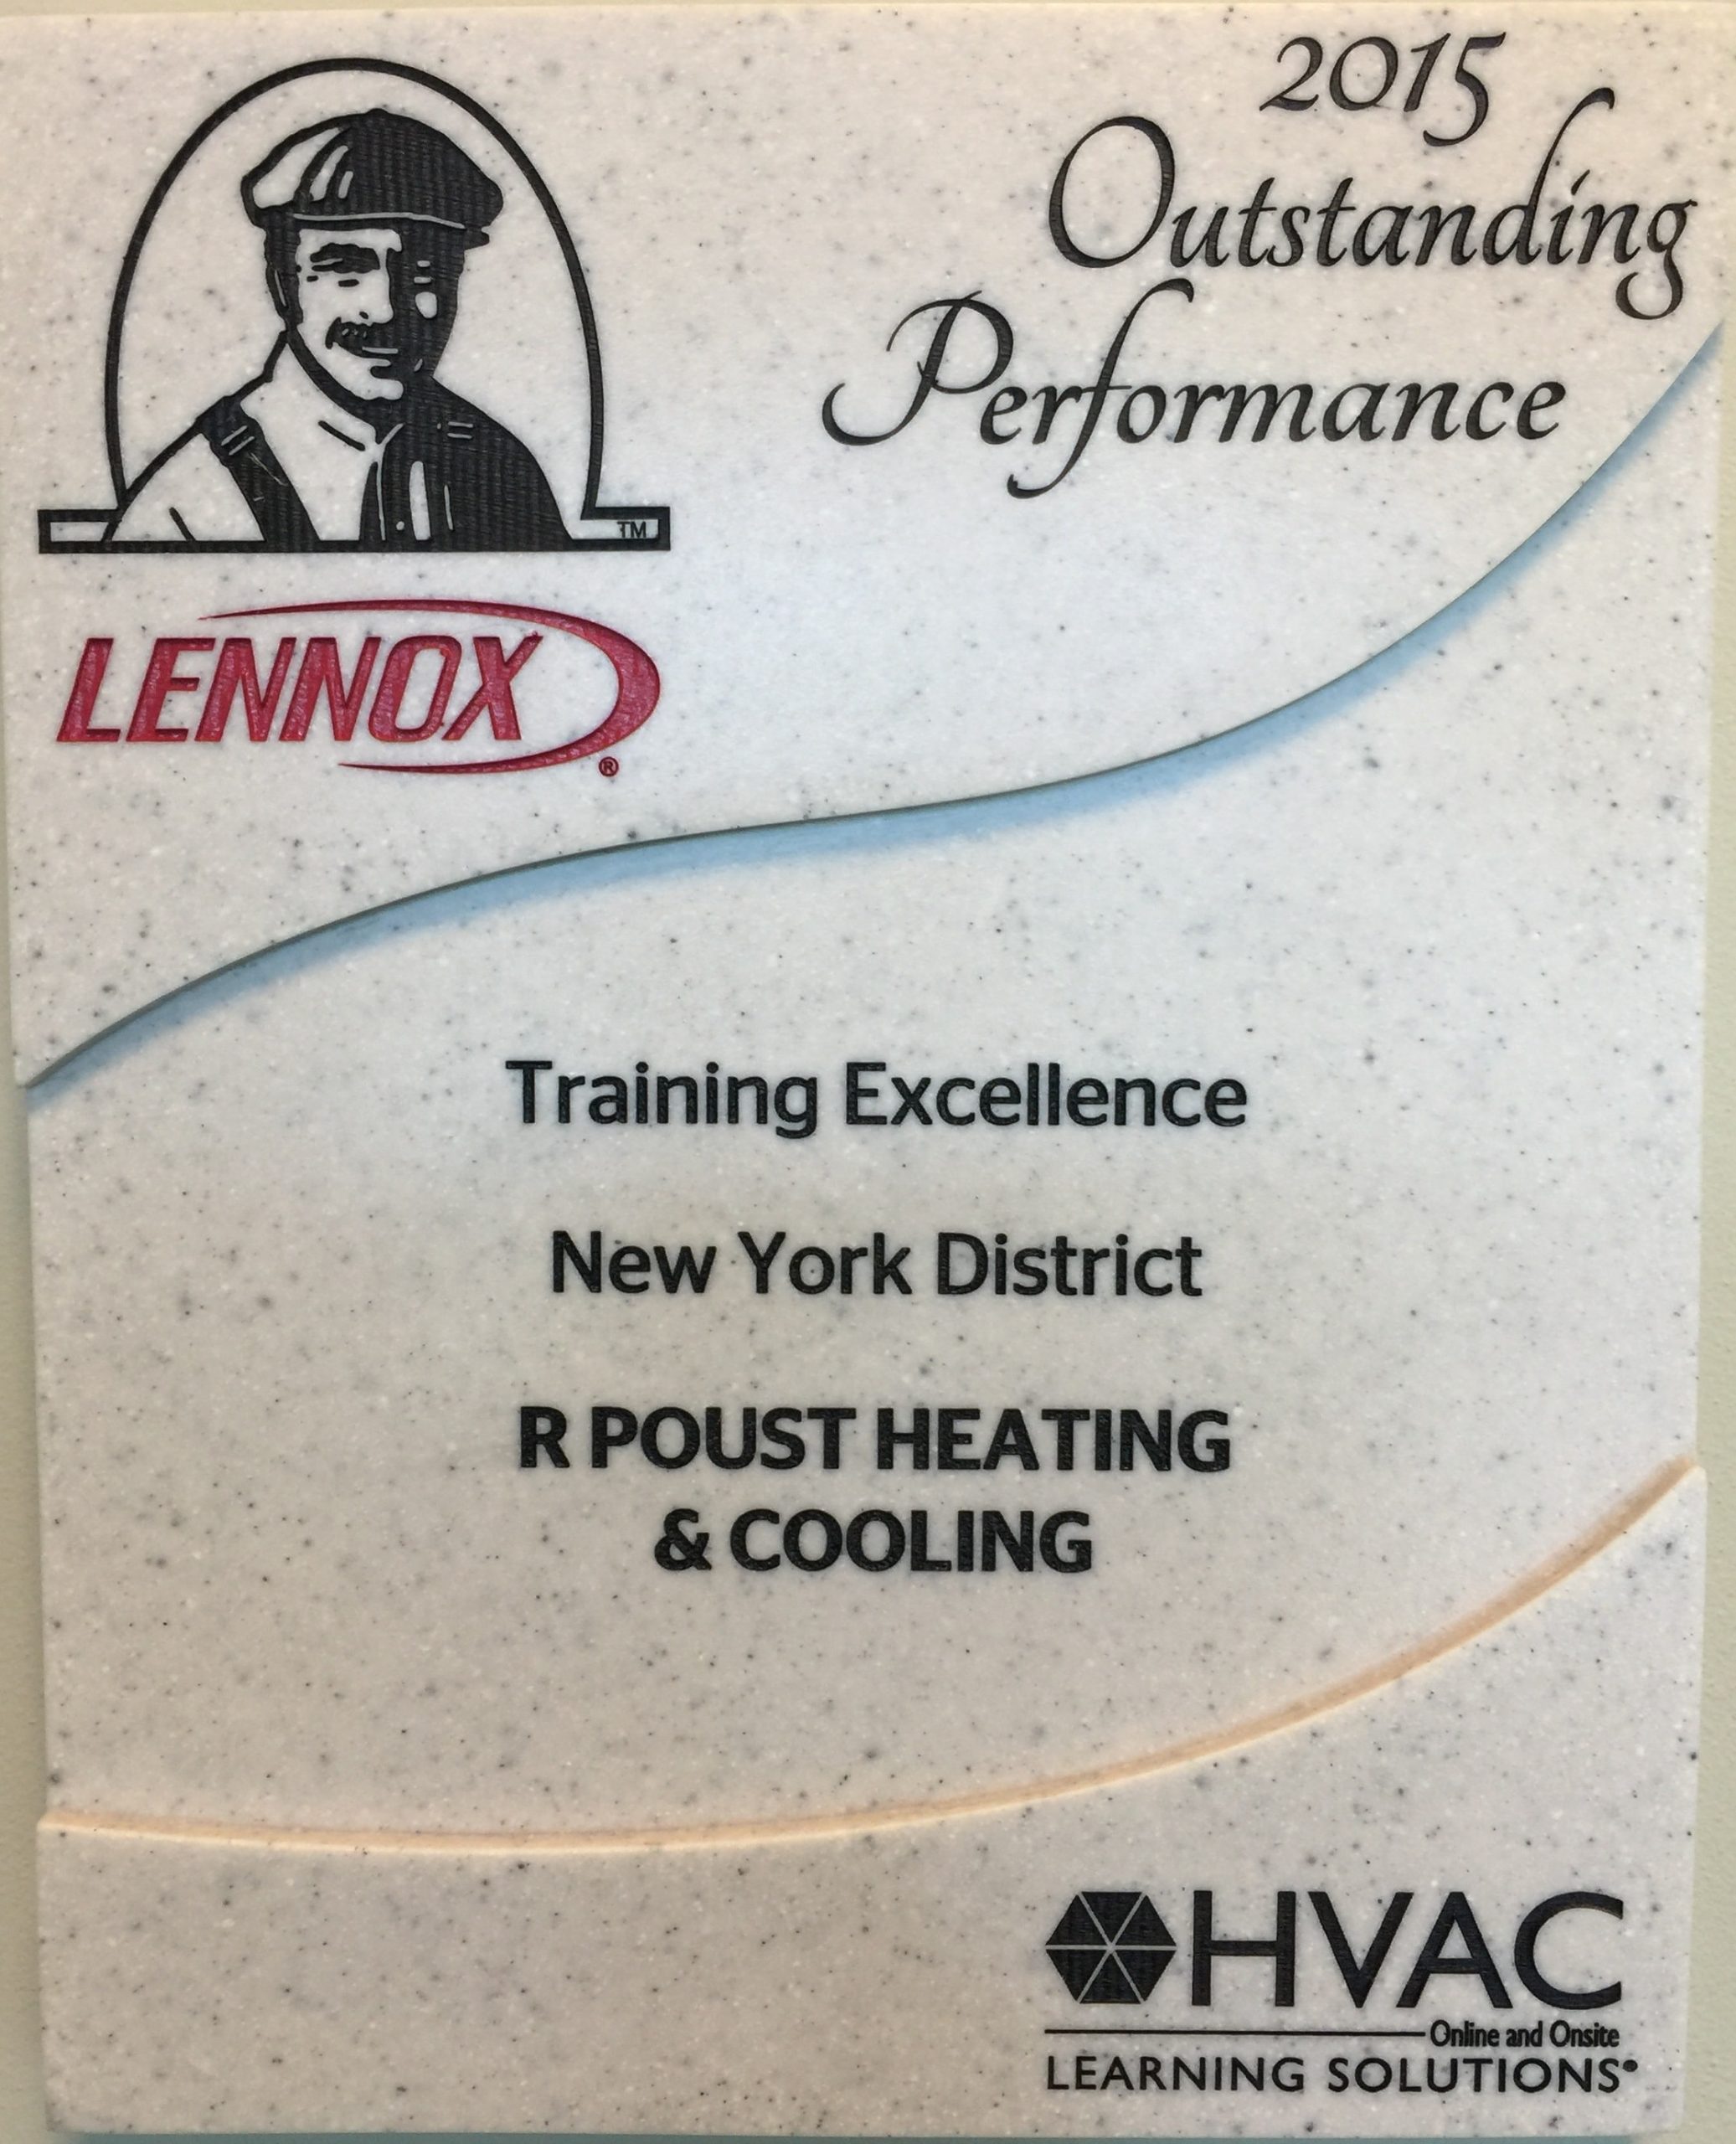 2015
Outstanding
Performance
TM
LENNOX
®
Training Excellence
New York District
R POUST HEATING
& COOLING
HVAC
Online and Onsite
LEARNING SOLUTIONS®